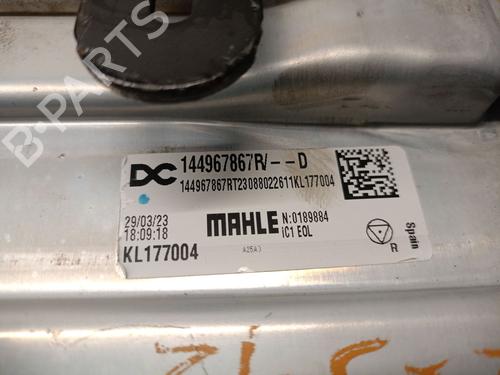 DC 144967867R/--D
144967867RT23088022611KL177004
29/03/23
18:09:18
MAHLE
N:0189884
iC1 EOL
R
Spain
KL177004
A25A3
B-PARTS